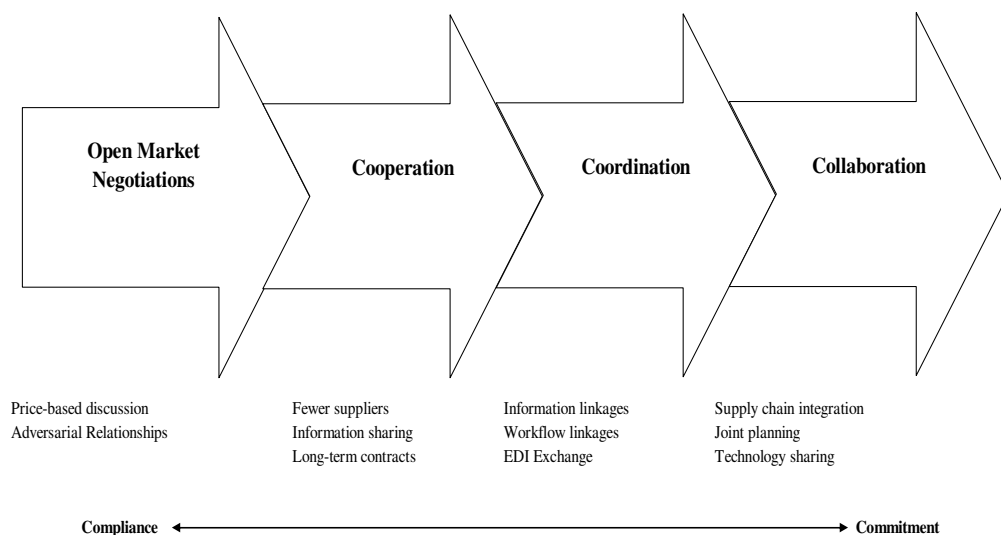 Open Market
Negotiations
Cooperation
Coordination
Collaboration
Price-based discussion
Adversarial Relationships
Fewer suppliers
Information sharing
Long-term contracts
Information linkages
Workflow linkages
EDI Exchange
Supply chain integration
Joint planning
Technology sharing
Compliance
Commitment